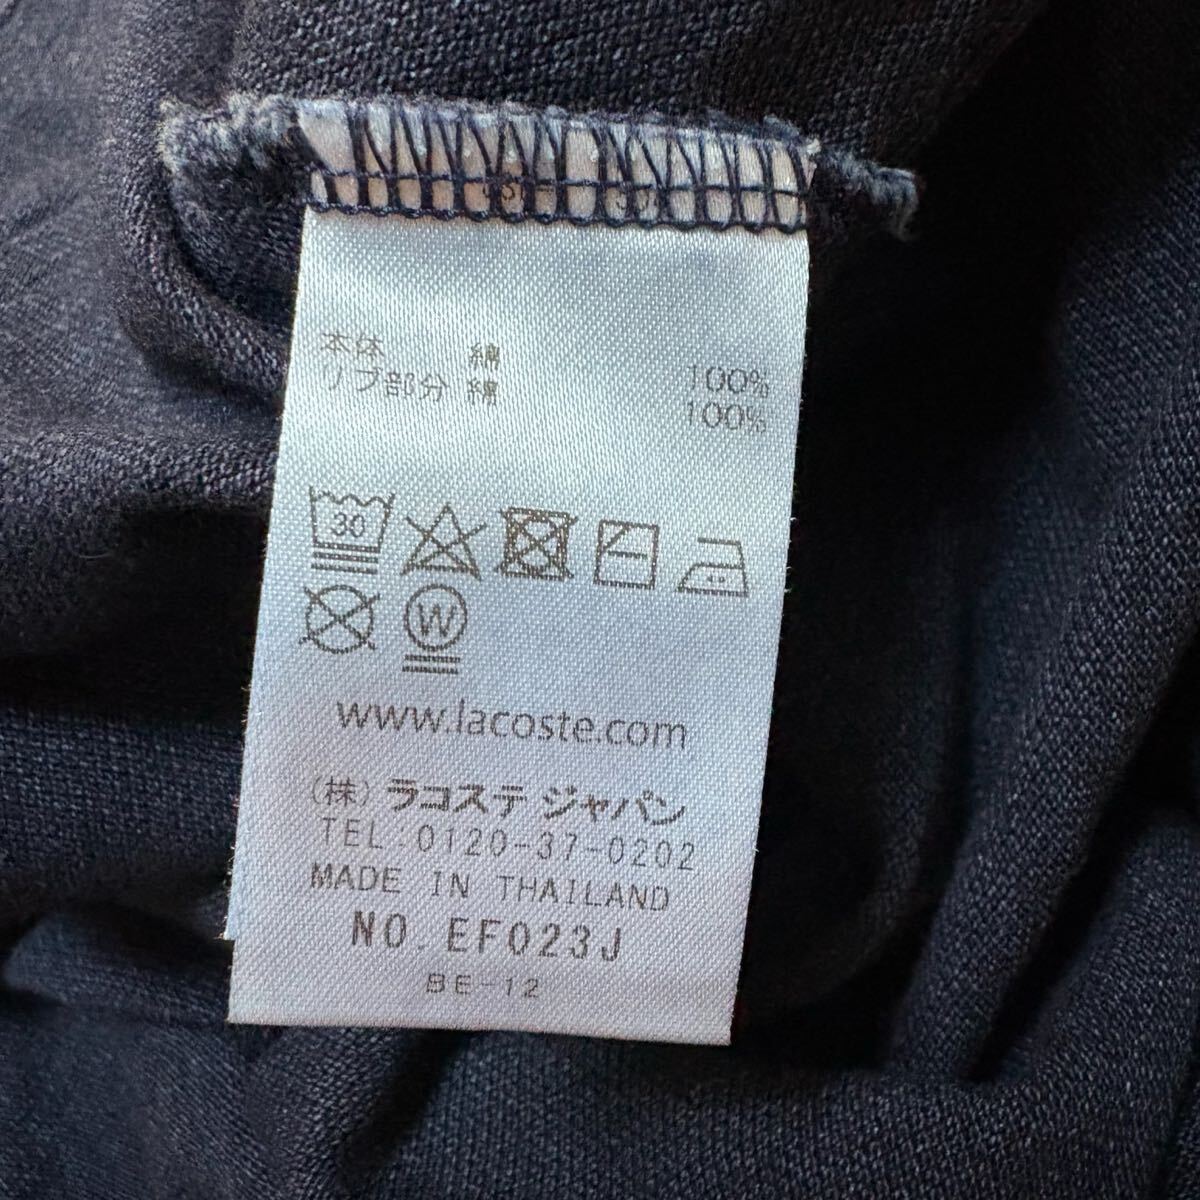 本体 綿 100%
リブ部分 綿 100%
30
W
www.lacoste.com
(株) ラコステ ジャパン
TEL:0120-37-0202
MADE IN THAILAND
NO. EF023J
BE-12